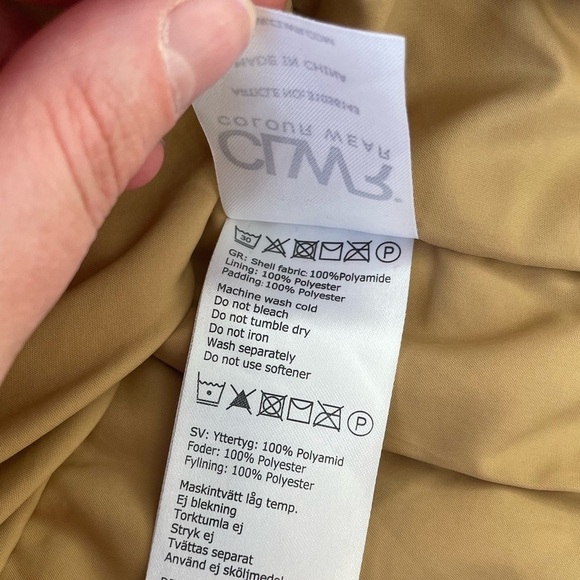 COM
MADE IN CHINA
ARTICLE
COLOUR WEAR
CLWR
30 P
GR: Shell fabric: 100%Polyamide
Lining: 100% Polyester
Padding: 100% Polyester
Machine wash cold
Do not bleach
Do not tumble dry
Do not iron
Wash separately
Do not use softener
P
SV: Yttertyg: 100% Polyamid
Foder: 100% Polyester
Fyllning: 100% Polyester
Maskintvätt låg temp.
Ej blekning
Torktumla ej
Stryk ej
Tvättas separat
Använd ej sköljmedel